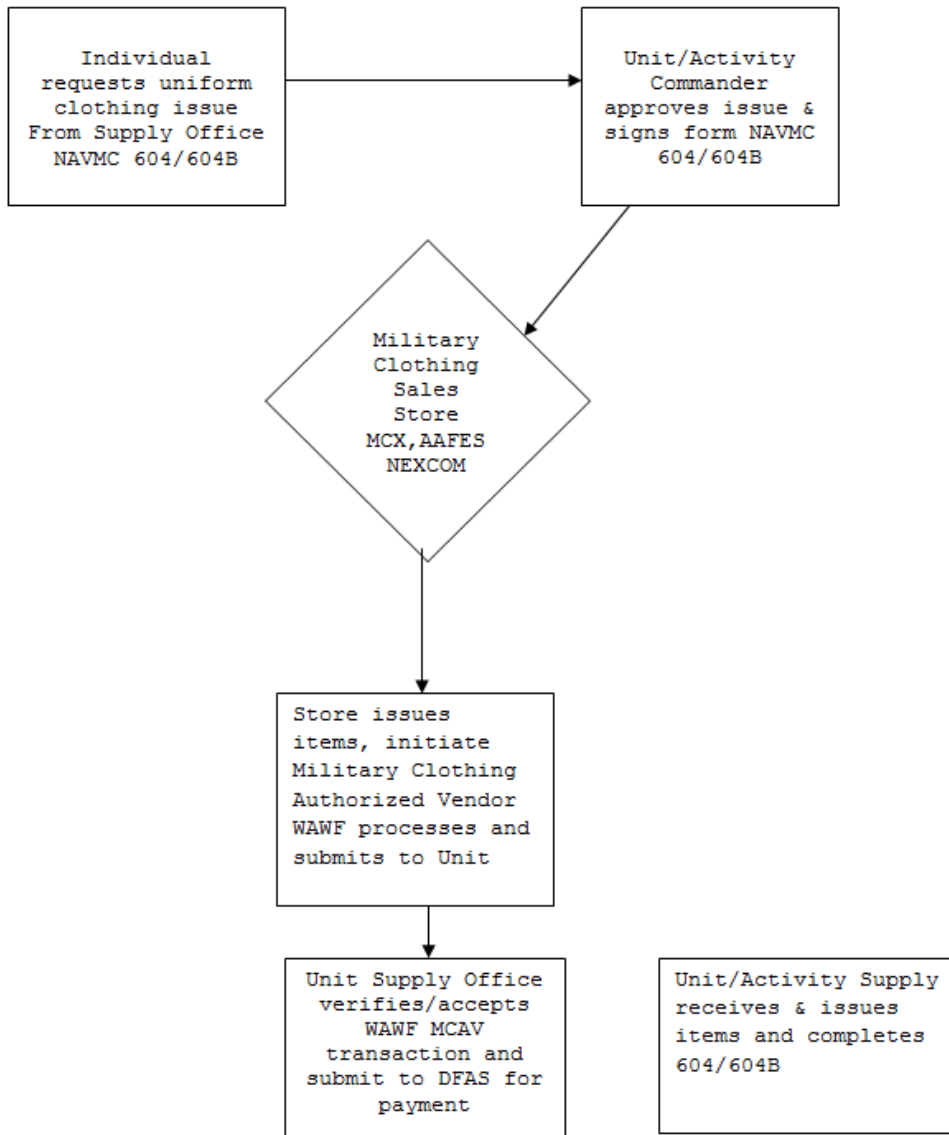 Individual
requests uniform
clothing issue
From Supply Office
NAVMC 604/604B
Unit/Activity
Commander
approves issue &
signs form NAVMC
604/604B
Military
Clothing
Sales
Store
MCX,AAFES
NEXCOM
Store issues
items, initiate
Military Clothing
Authorized Vendor
WAWF processes and
submits to Unit
Unit Supply Office
verifies/accepts
WAWF MCAV
transaction and
submit to DFAS for
payment
Unit/Activity Supply
receives & issues
items and completes
604/604B